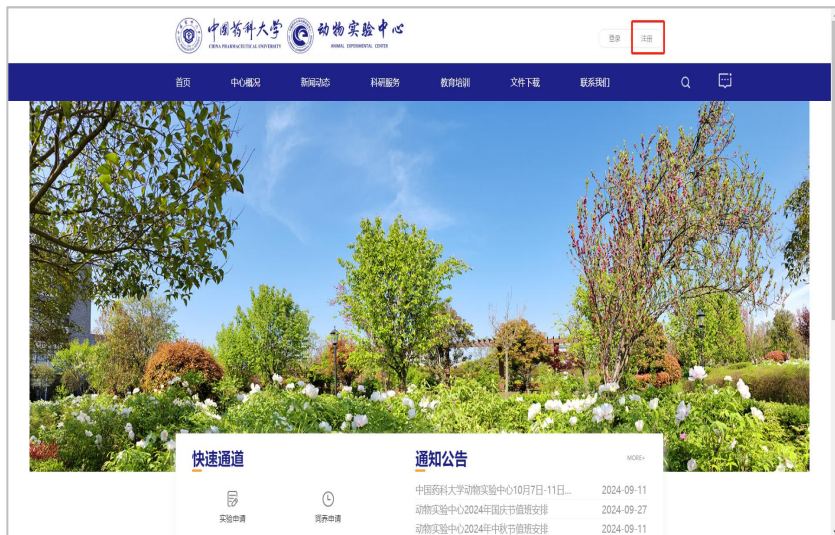 中国药科大学
CHINA PHARMACEUTICAL UNIVERSITY
动物实验中心
ANIMAL EXPERIMENTAL CENTER
登录
注册
首页
中心概况
新闻动态
科研服务
教育培训
文件下载
联系我们
快速通道
实验申请
饲养申请
通知公告
MORE+
中国药科大学动物实验中心10月7日-11日... 2024-09-11
动物实验中心2024年国庆节值班安排 2024-09-27
动物实验中心2024年中秋节值班安排 2024-09-11